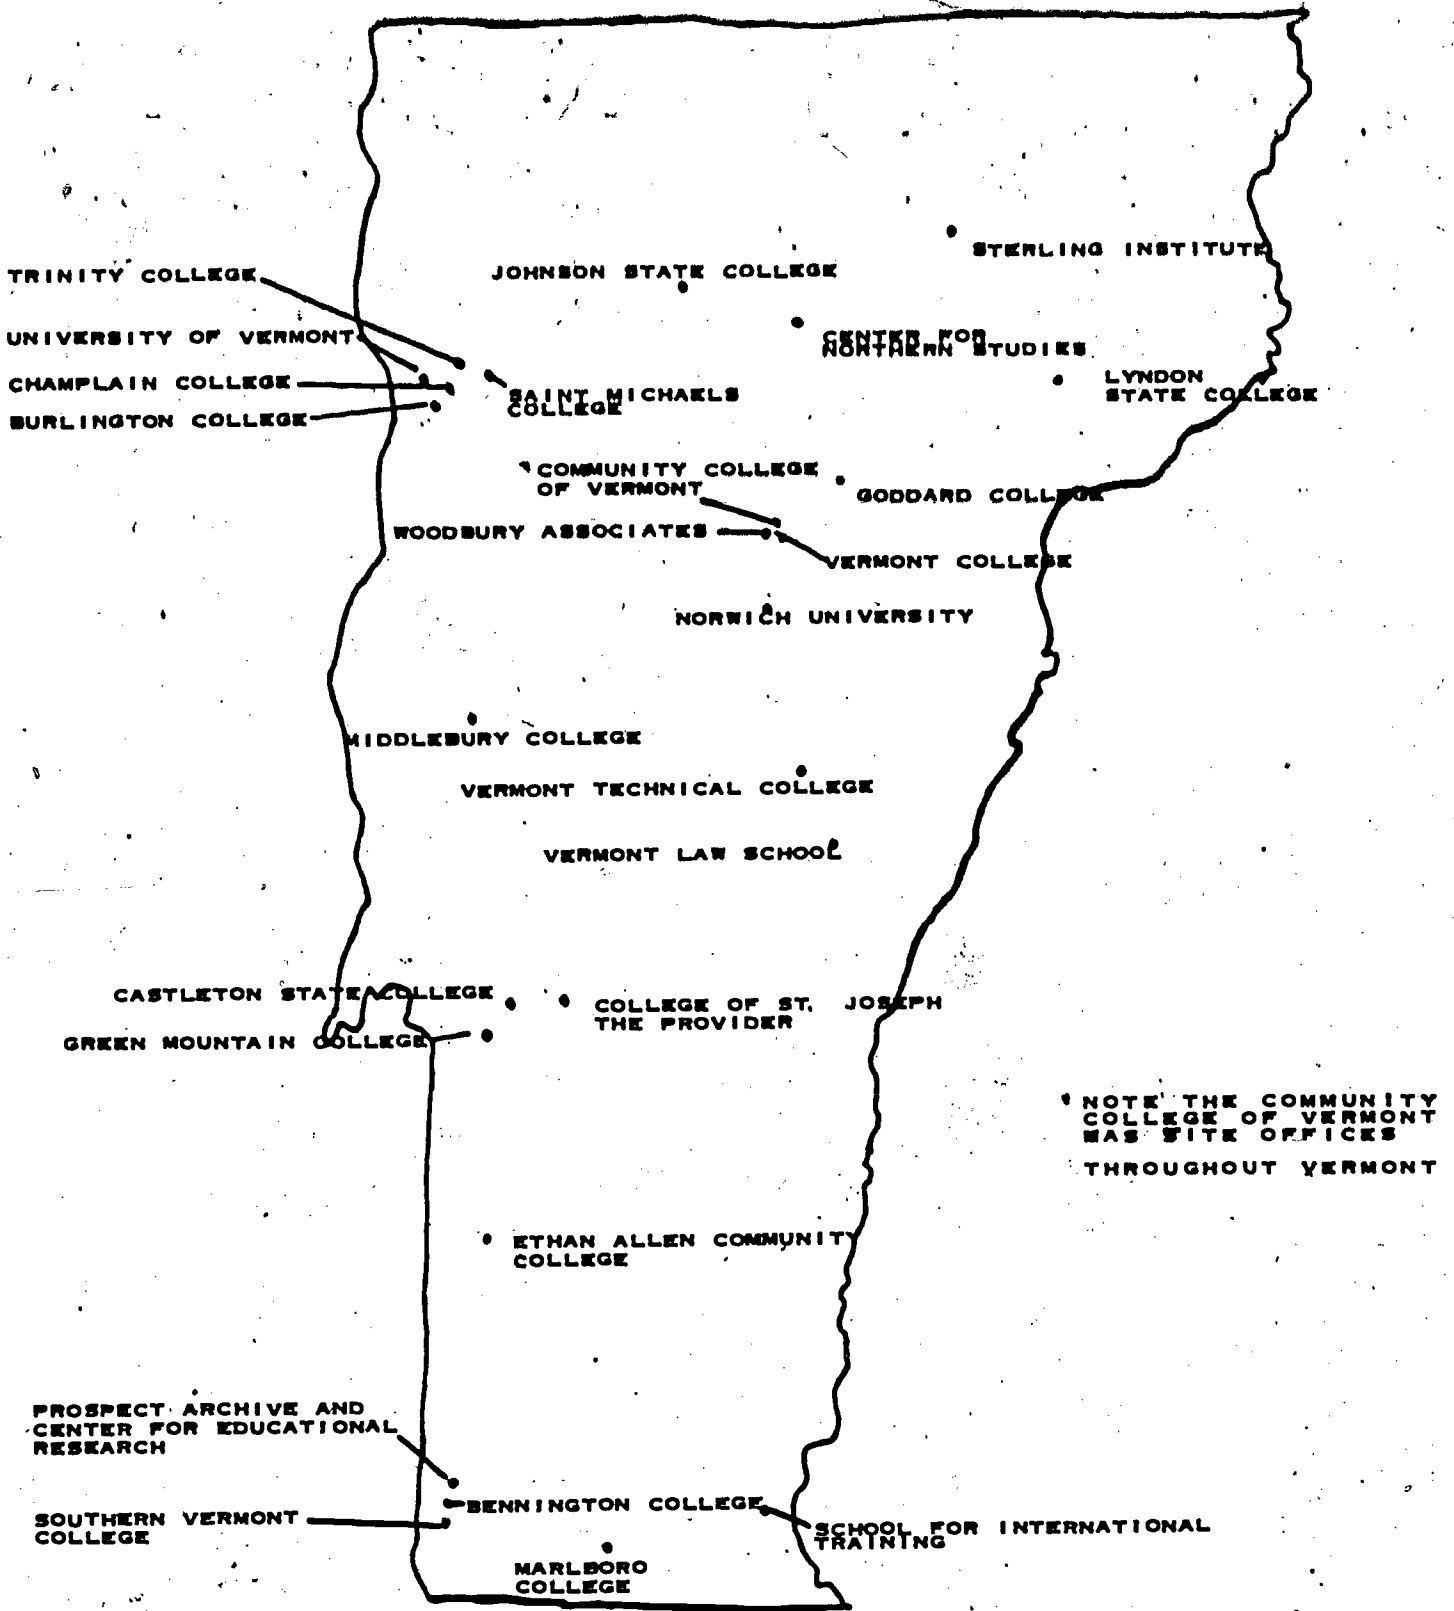 STERLING INSTITUTE
TRINITY COLLEGE
JOHNSON STATE COLLEGE
UNIVERSITY OF VERMONT
CENTER FOR
NORTHERN STUDIES
CHAMPLAIN COLLEGE
SAINT MICHAELS
COLLEGE
LYNDON
STATE COLLEGE
BURLINGTON COLLEGE
* COMMUNITY COLLEGE
OF VERMONT
GODDARD COLLEGE
WOODBURY ASSOCIATES
VERMONT COLLEGE
NORWICH UNIVERSITY
MIDDLEBURY COLLEGE
VERMONT TECHNICAL COLLEGE
VERMONT LAW SCHOOL
CASTLETON STATE COLLEGE
COLLEGE OF ST. JOSEPH
THE PROVIDER
GREEN MOUNTAIN COLLEGE
* NOTE THE COMMUNITY
COLLEGE OF VERMONT
HAS SITE OFFICES
THROUGHOUT VERMONT
ETHAN ALLEN COMMUNITY
COLLEGE
PROSPECT ARCHIVE AND
CENTER FOR EDUCATIONAL
RESEARCH
BENNINGTON COLLEGE
SOUTHERN VERMONT
COLLEGE
SCHOOL FOR INTERNATIONAL
TRAINING
MARLBORO
COLLEGE